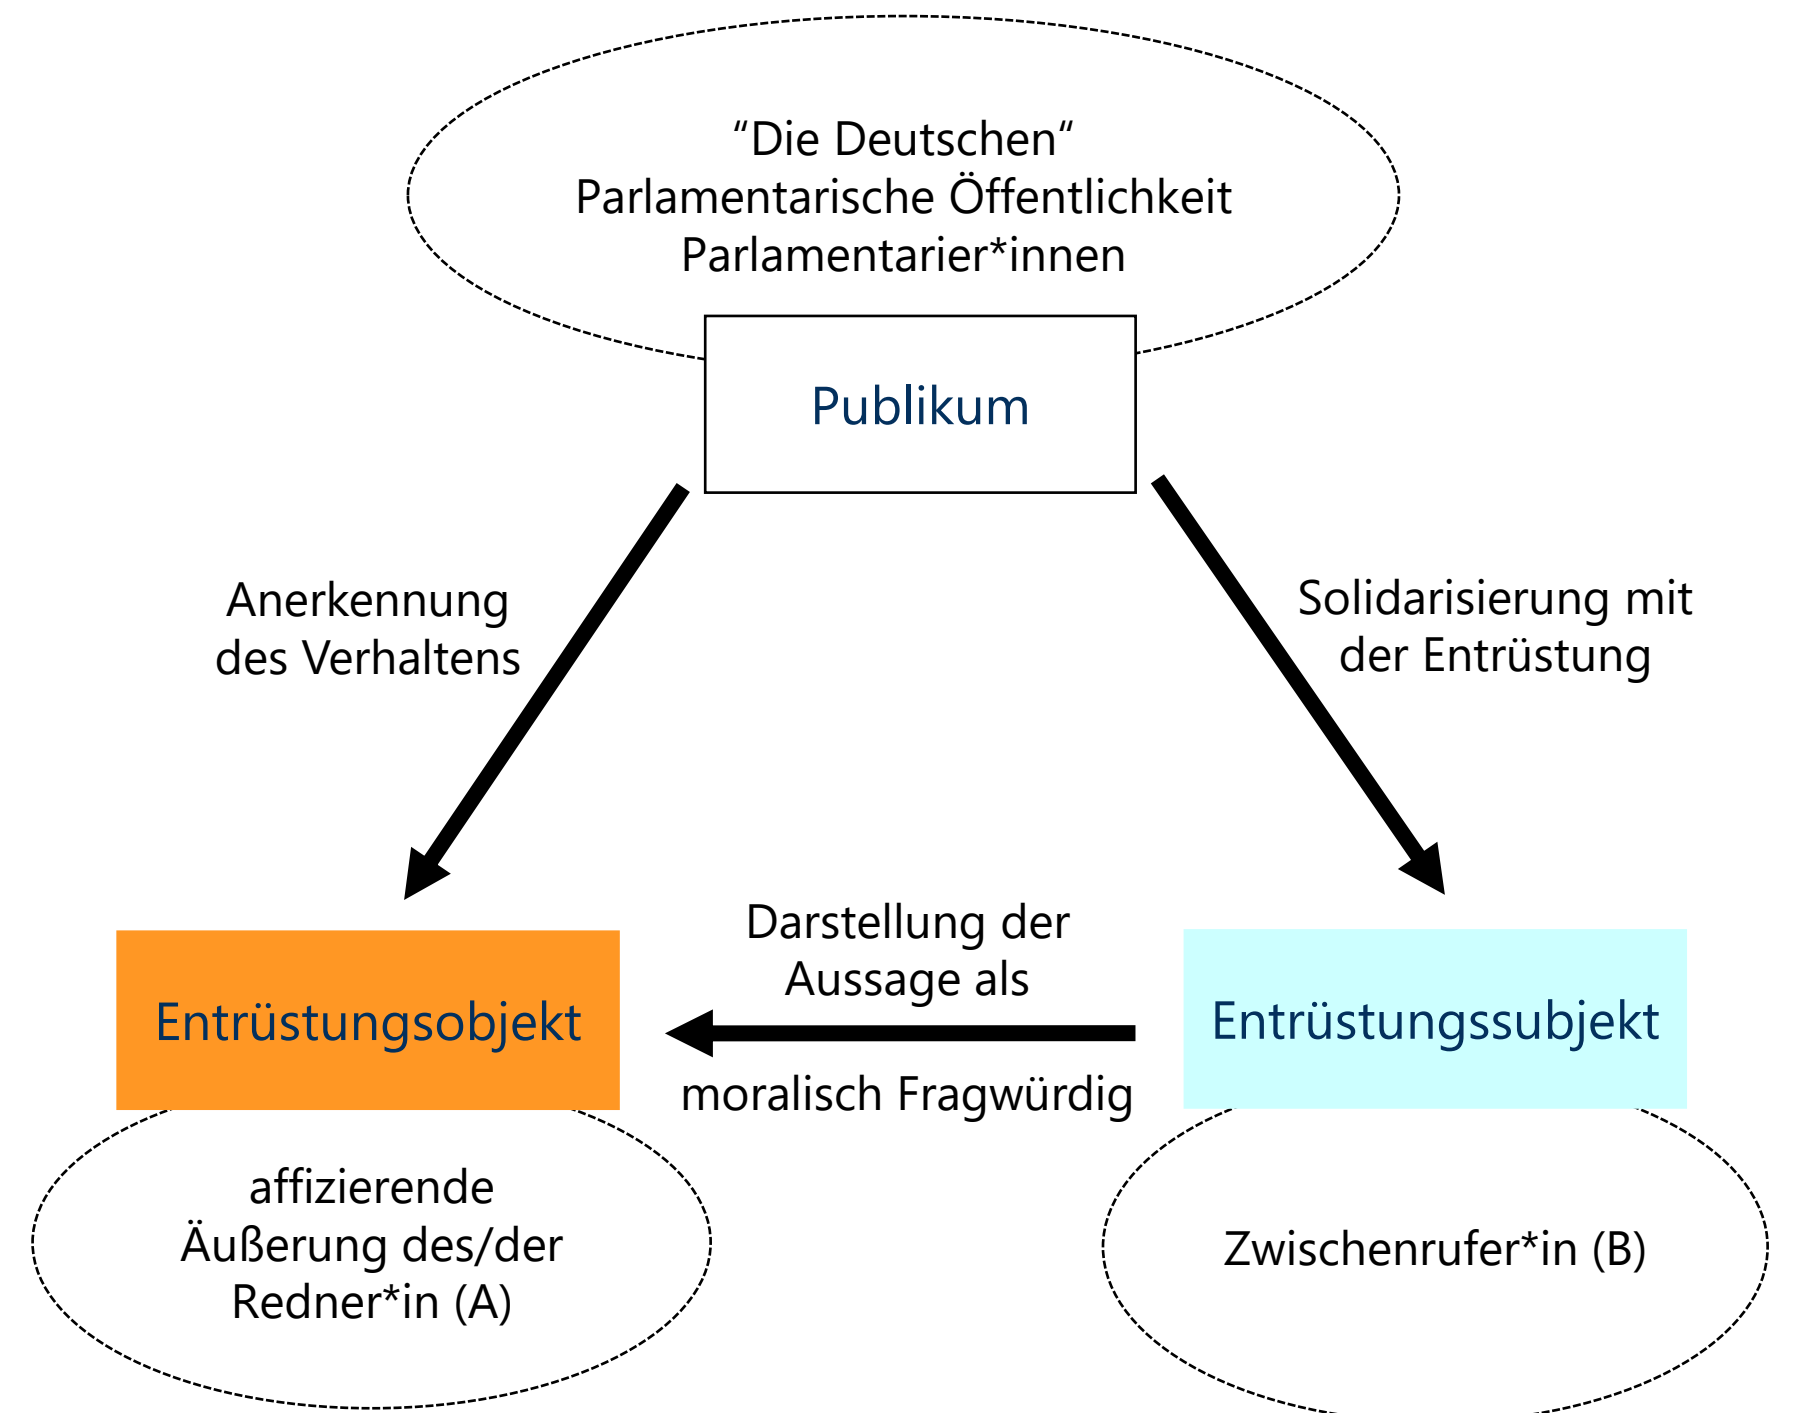 “Die Deutschen“
Parlamentarische Öffentlichkeit
Parlamentarier*innen
Publikum
Anerkennung
des Verhaltens
Solidarisierung mit
der Entrüstung
Darstellung der
Aussage als
moralisch Fragwürdig
Entrüstungsobjekt
Entrüstungssubjekt
affizierende
Äußerung des/der
Redner*in (A)
Zwischenrufer*in (B)